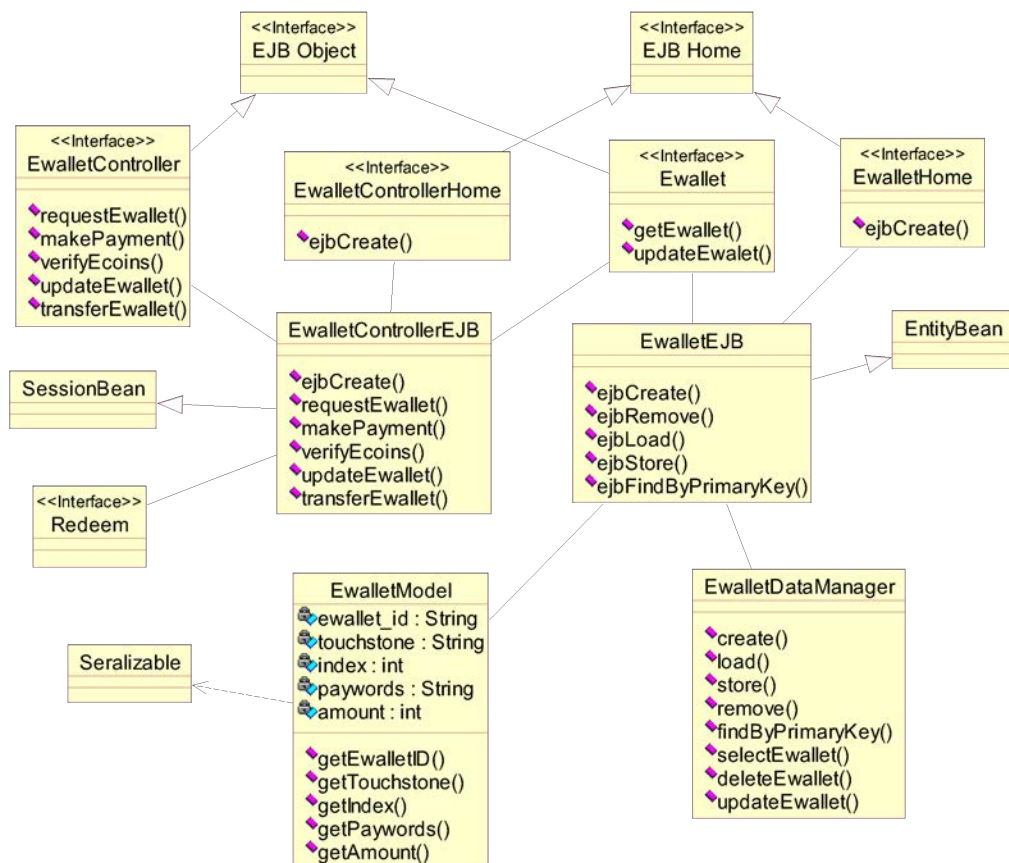 <<Interface>>
EJB Object
<<Interface>>
EJB Home
<<Interface>>
EwalletController
requestEwallet()
makePayment()
verifyEcoins()
updateEwallet()
transferEwallet()
<<Interface>>
EwalletControllerHome
ejbCreate()
<<Interface>>
Ewallet
getEwallet()
updateEwalet()
<<Interface>>
EwalletHome
ejbCreate()
EwalletControllerEJB
ejbCreate()
requestEwallet()
makePayment()
verifyEcoins()
updateEwallet()
transferEwallet()
EwalletEJB
ejbCreate()
ejbRemove()
ejbLoad()
ejbStore()
ejbFindByPrimaryKey()
EntityBean
SessionBean
<<Interface>>
Redeem
EwalletModel
ewallet_id : String
touchstone : String
index : int
paywords : String
amount : int
getEwalletID()
getTouchstone()
getIndex()
getPaywords()
getAmount()
Seralizable
EwalletDataManager
create()
load()
store()
remove()
findByPrimaryKey()
selectEwallet()
deleteEwallet()
updateEwallet()